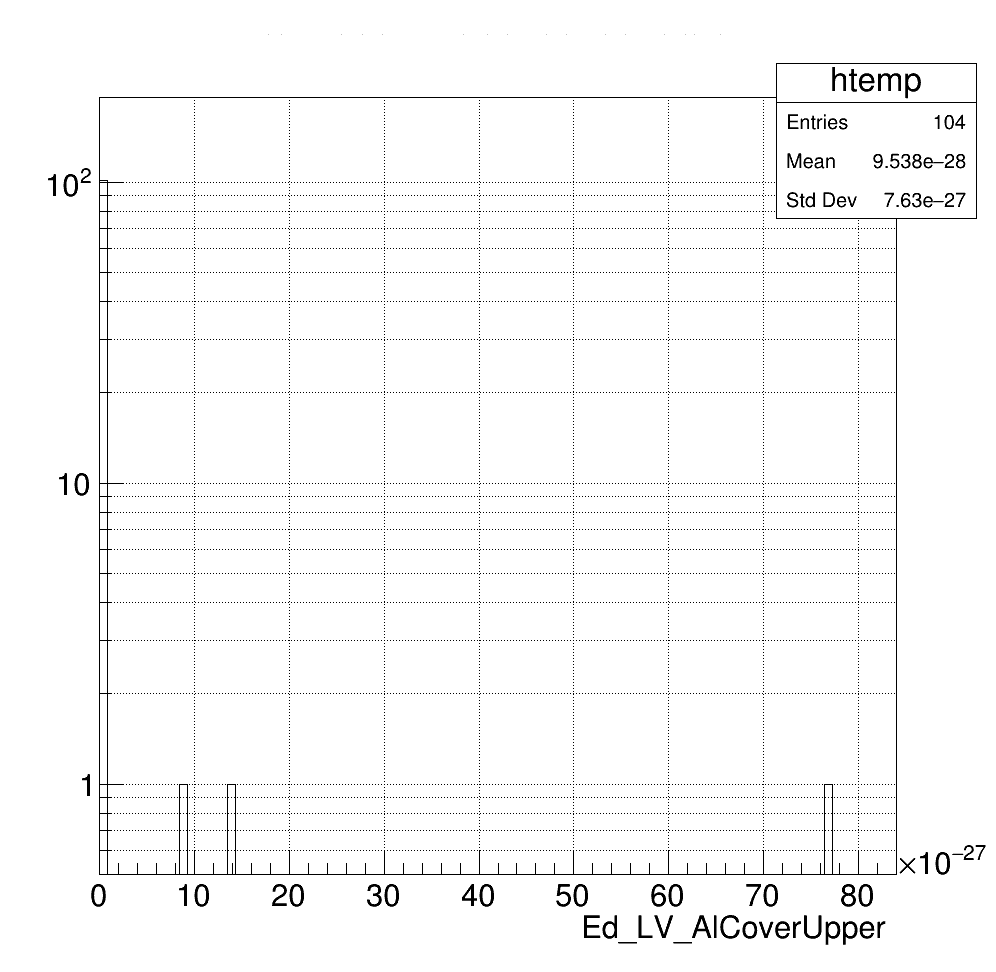 htemp
Entries 104
Mean 9.538e−28
Std Dev 7.63e−27
10²
10
1
0 10 20 30 40 50 60 70 80 ×10⁻²⁷
Ed_LV_AlCoverUpper